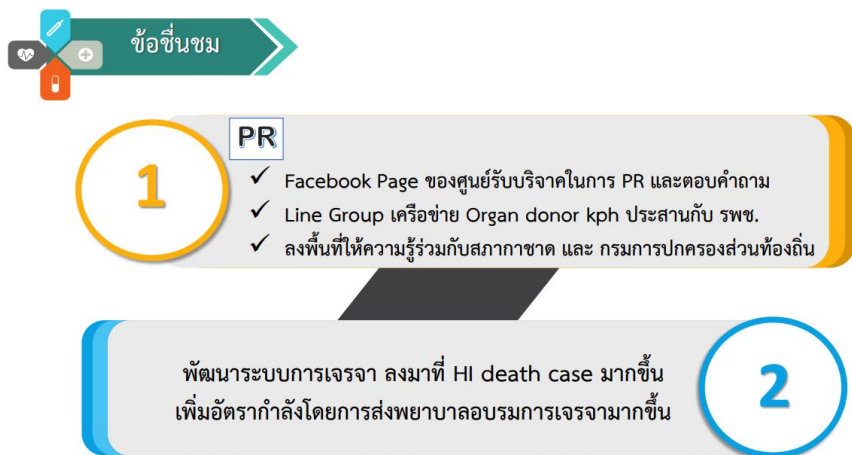 ข้อชื่นชม
1
PR
✓ Facebook Page ของศูนย์รับบริจาคในการ PR และตอบคำถาม
✓ Line Group เครือข่าย Organ donor kph ประสานกับ รพช.
✓ ลงพื้นที่ให้ความรู้ร่วมกับสภากาชาด และ กรมการปกครองส่วนท้องถิ่น
พัฒนาระบบการเจรจา ลงมาที่ HI death case มากขึ้น
เพิ่มอัตรากำลังโดยการส่งพยาบาลอบรมการเจรจามากขึ้น
2